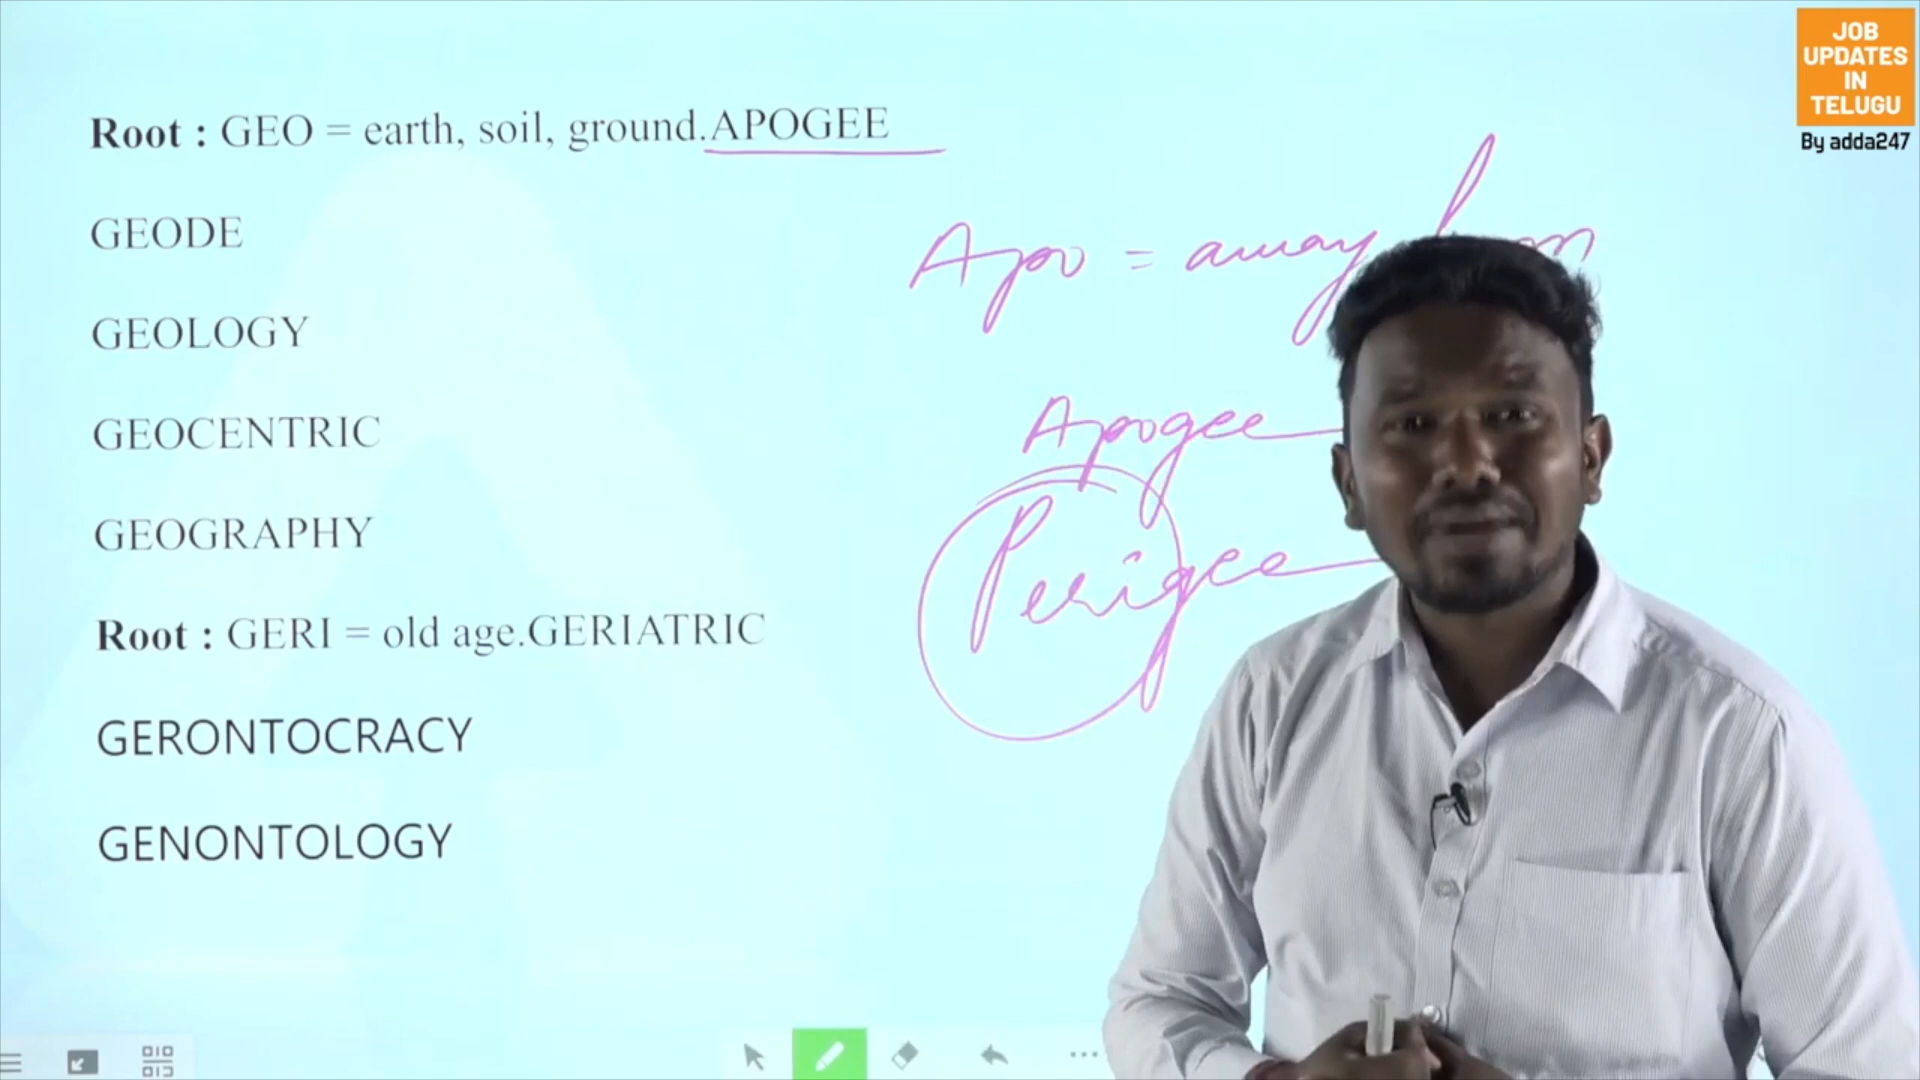 JOB
UPDATES
IN
TELUGU
By adda247
Root : GEO = earth, soil, ground.APOGEE
GEODE
GEOLOGY
GEOCENTRIC
GEOGRAPHY
Root : GERI = old age.GERIATRIC
GERONTOCRACY
GENONTOLOGY
Apo = away
Apogee
Perigee